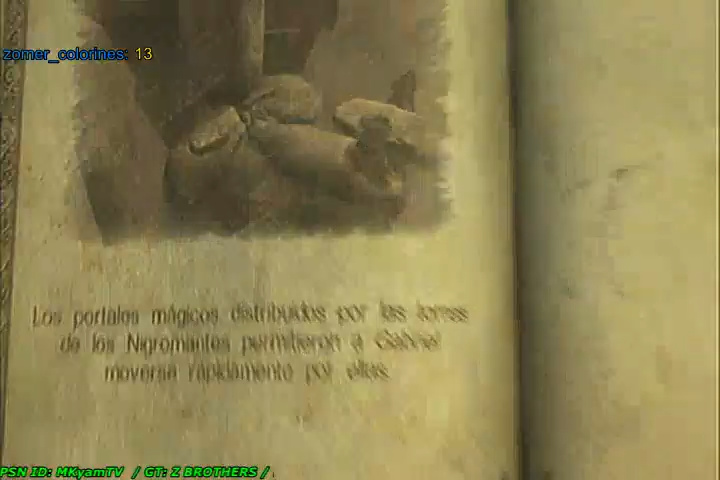 zomer_colorines: 13
Los portales mágicos distribuidos por las torres
de los Nigromantes permitieron a Gabriel
moverse rápidamente por ellas.
PSN ID: MKyamTV / GT: Z BROTHERS /